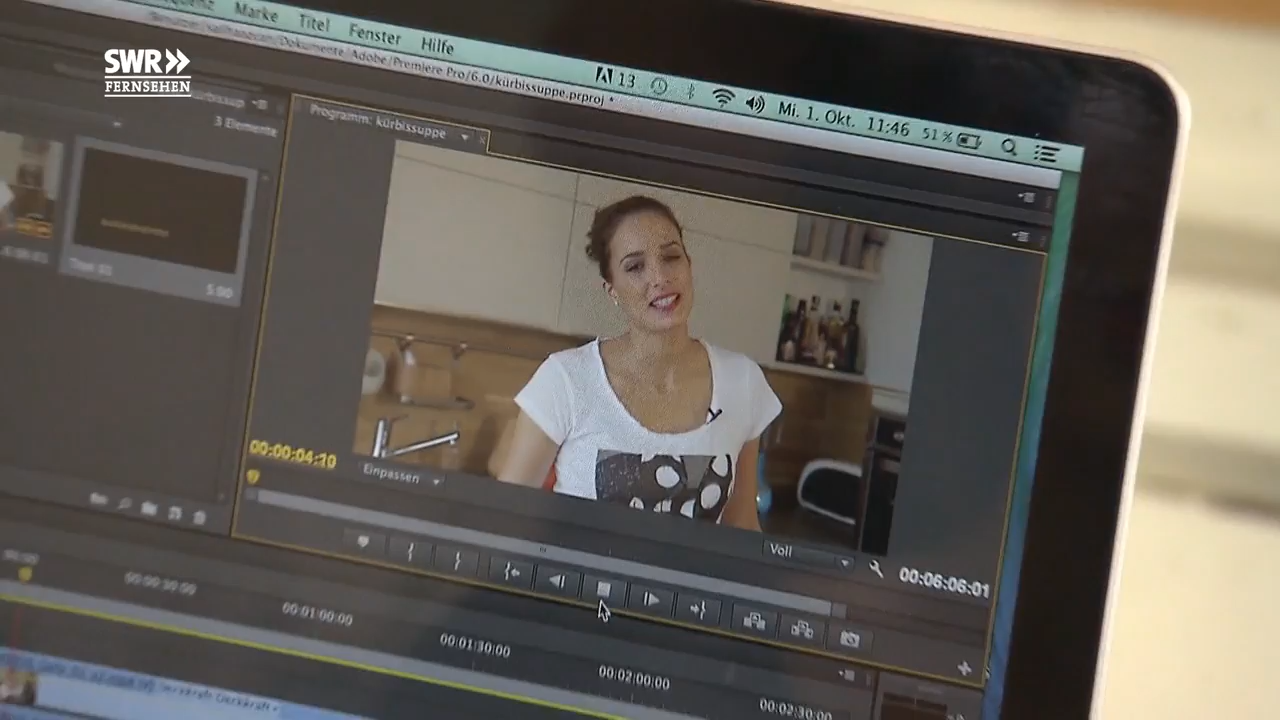 Marke Titel Fenster Hilfe
13 Mi. 1. Okt. 11:46 51 %
SWR
FERNSEHEN
/Dokumente/Adobe/Premiere Pro/6.0/kürbissuppe.prproj *
3 Elemente
Programm: kürbissuppe
5:00
00:00:04:10
Einpassen
Voll
00:06:06:01
00:00:30:00
00:01:00:00
00:01:30:00
00:02:00:00
00:02:30:00
Deckkraft